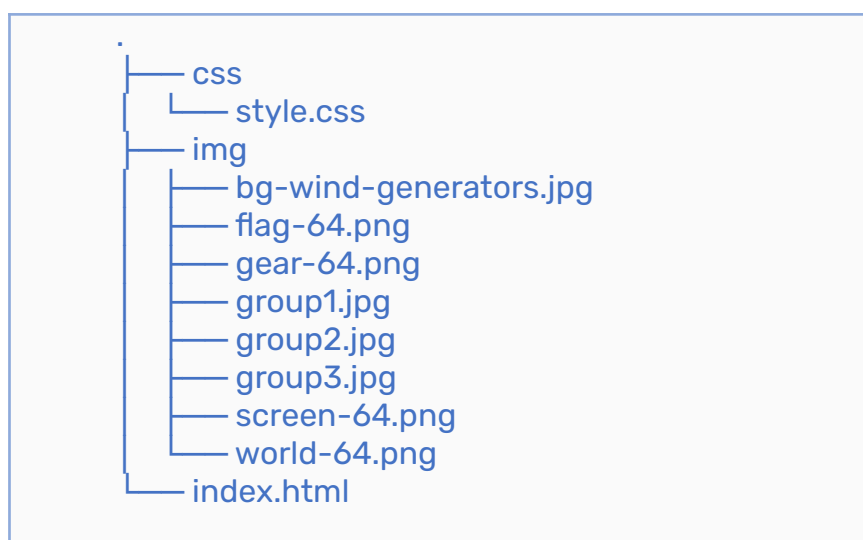 .
├── css
│   └── style.css
├── img
│   ├── bg-wind-generators.jpg
│   ├── flag-64.png
│   ├── gear-64.png
│   ├── group1.jpg
│   ├── group2.jpg
│   ├── group3.jpg
│   ├── screen-64.png
│   └── world-64.png
└── index.html